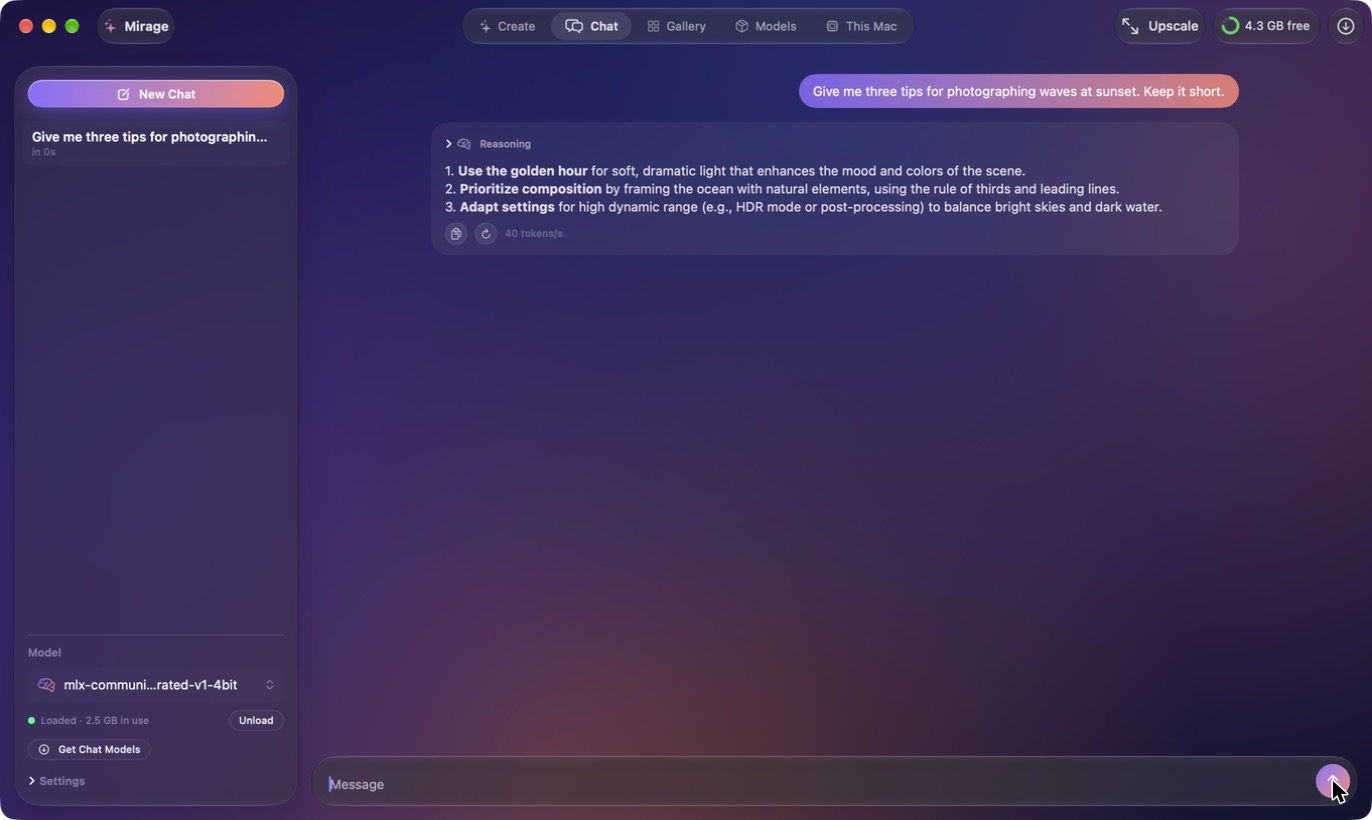 Mirage
Create
Chat
Gallery
Models
This Mac
Upscale
4.3 GB free
New Chat
Give me three tips for photographin...
in 0s
Give me three tips for photographing waves at sunset. Keep it short.
Reasoning
1. Use the golden hour for soft, dramatic light that enhances the mood and colors of the scene.
2. Prioritize composition by framing the ocean with natural elements, using the rule of thirds and leading lines.
3. Adapt settings for high dynamic range (e.g., HDR mode or post-processing) to balance bright skies and dark water.
40 tokens/s
Model
mlx-communi...rated-v1-4bit
Loaded · 2.5 GB in use
Unload
Get Chat Models
Settings
Message